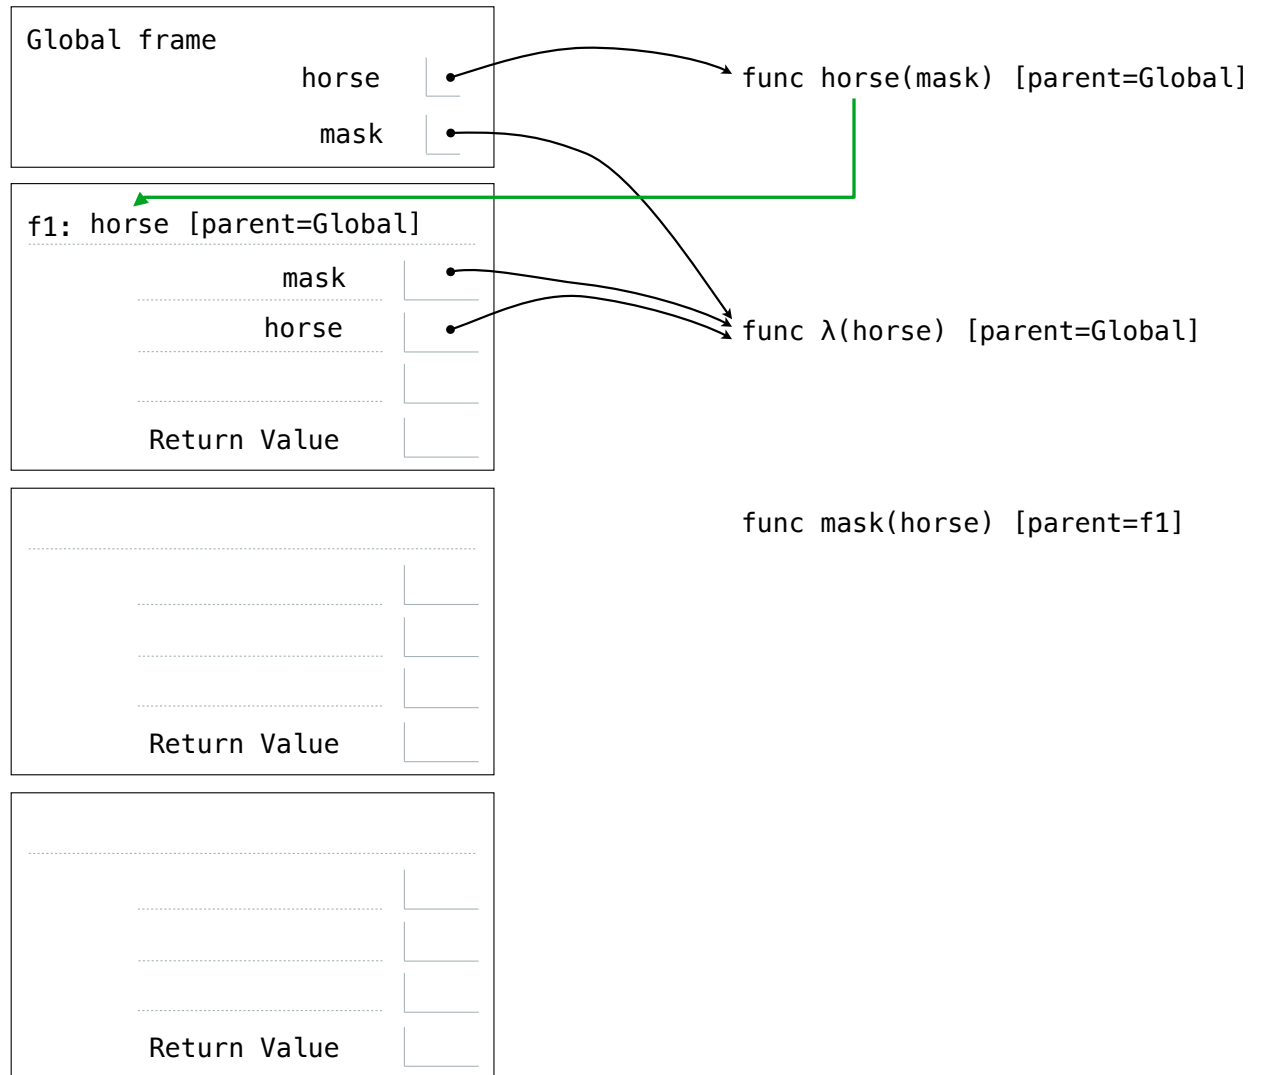 Global frame
horse
func horse(mask) [parent=Global]
mask
f1: horse [parent=Global]
mask
horse
func λ(horse) [parent=Global]
Return Value
func mask(horse) [parent=f1]
Return Value
Return Value